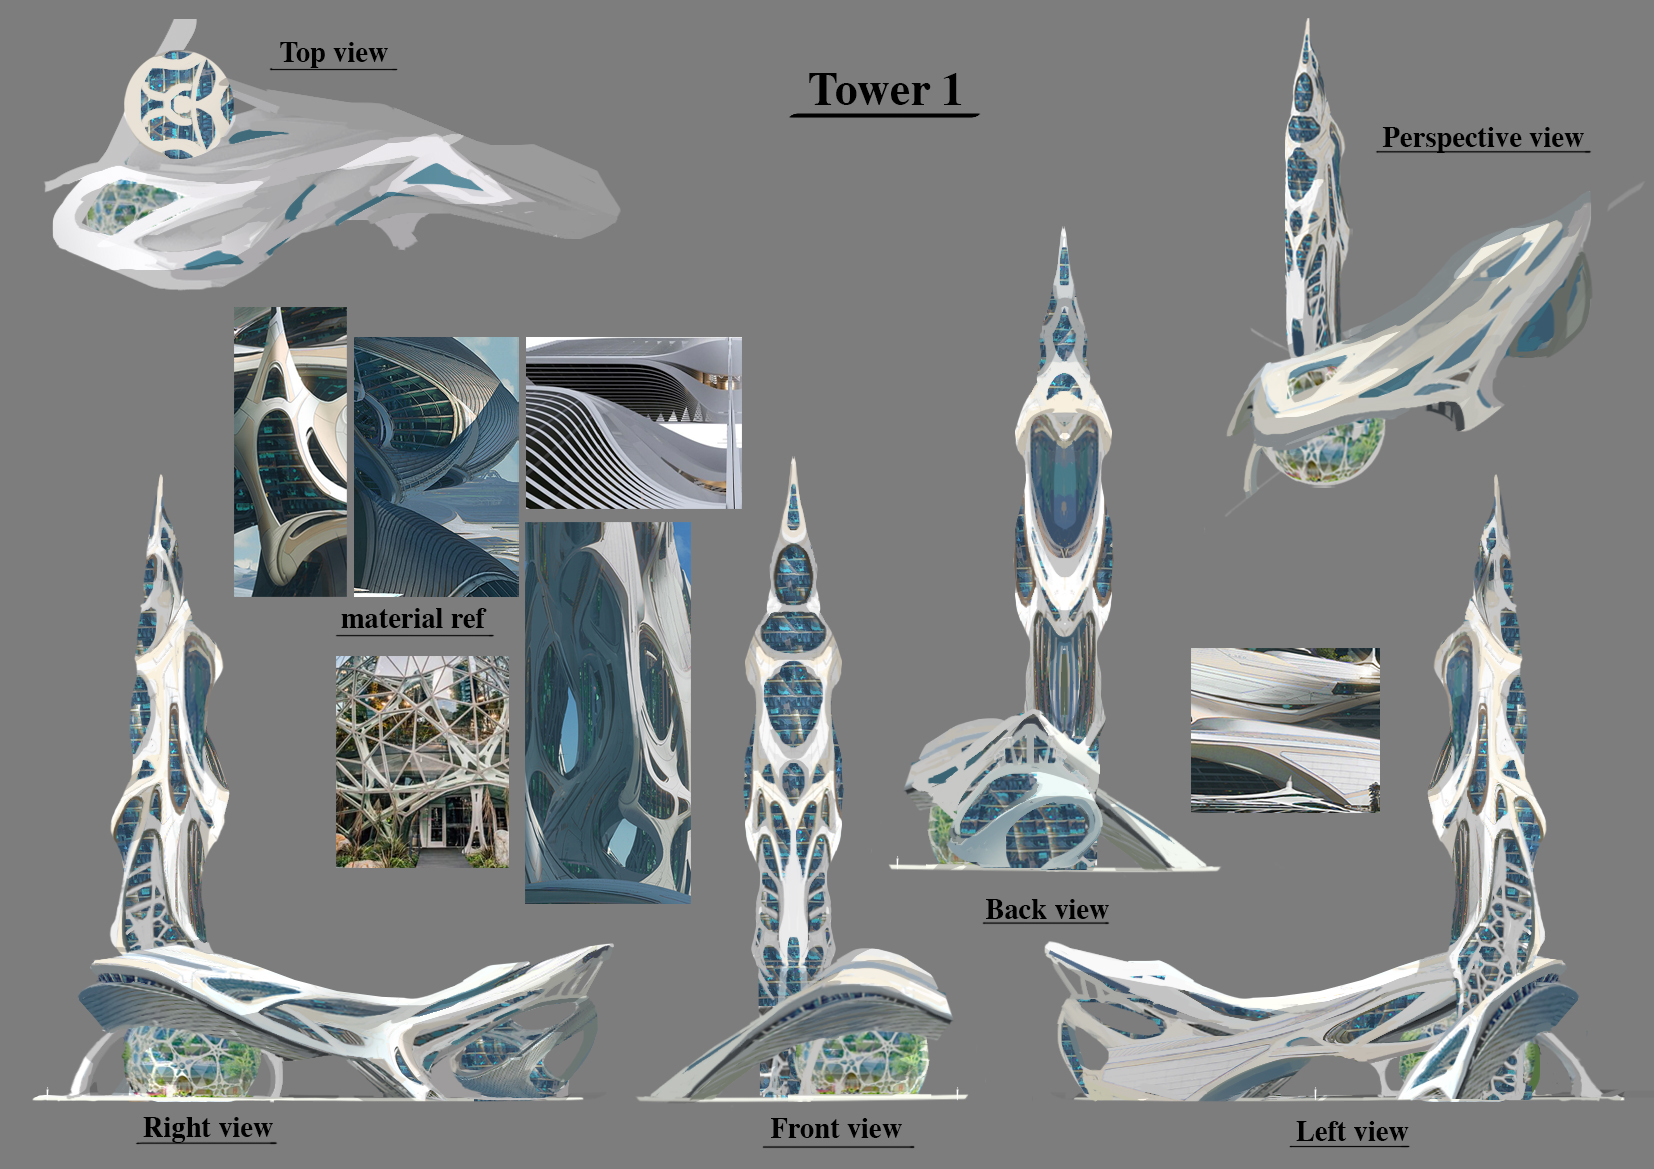 Top view
Tower 1
Perspective view
material ref
Back view
Right view
Front view
Left view